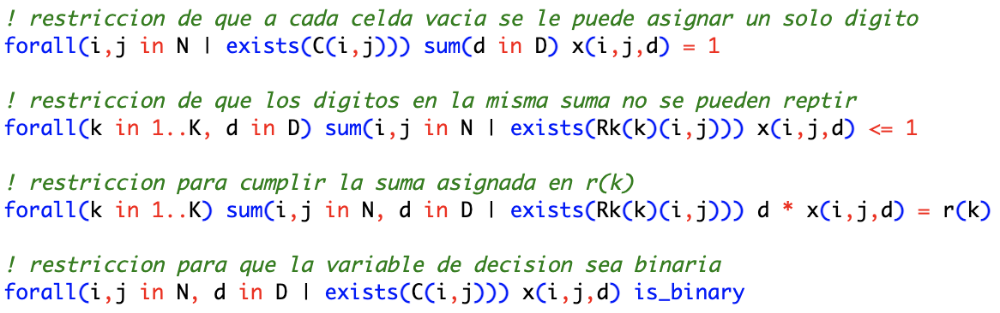 ! restriccion de que a cada celda vacia se le puede asignar un solo digito
forall(i,j in N | exists(C(i,j))) sum(d in D) x(i,j,d) = 1
! restriccion de que los digitos en la misma suma no se pueden reptir
forall(k in 1..K, d in D) sum(i,j in N | exists(Rk(k)(i,j))) x(i,j,d) <= 1
! restriccion para cumplir la suma asignada en r(k)
forall(k in 1..K) sum(i,j in N, d in D | exists(Rk(k)(i,j))) d * x(i,j,d) = r(k)
! restriccion para que la variable de decision sea binaria
forall(i,j in N, d in D | exists(C(i,j))) x(i,j,d) is_binary